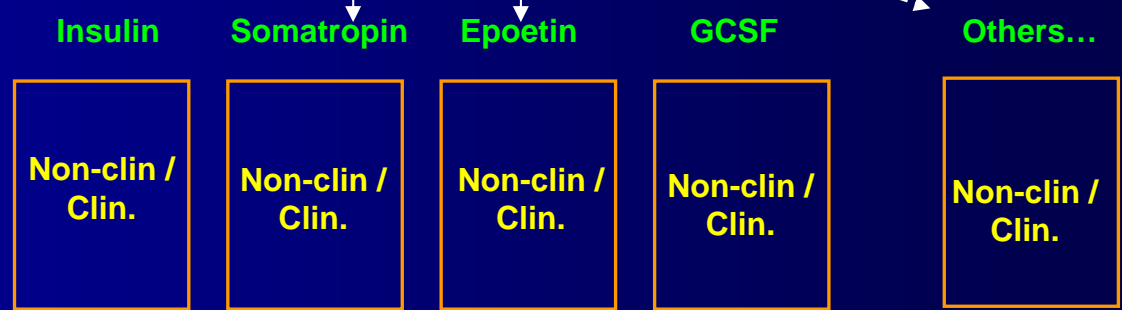 Insulin Somatropin Epoetin GCSF Others…
Non-clin /
Clin.
Non-clin /
Clin.
Non-clin /
Clin.
Non-clin /
Clin.
Non-clin /
Clin.